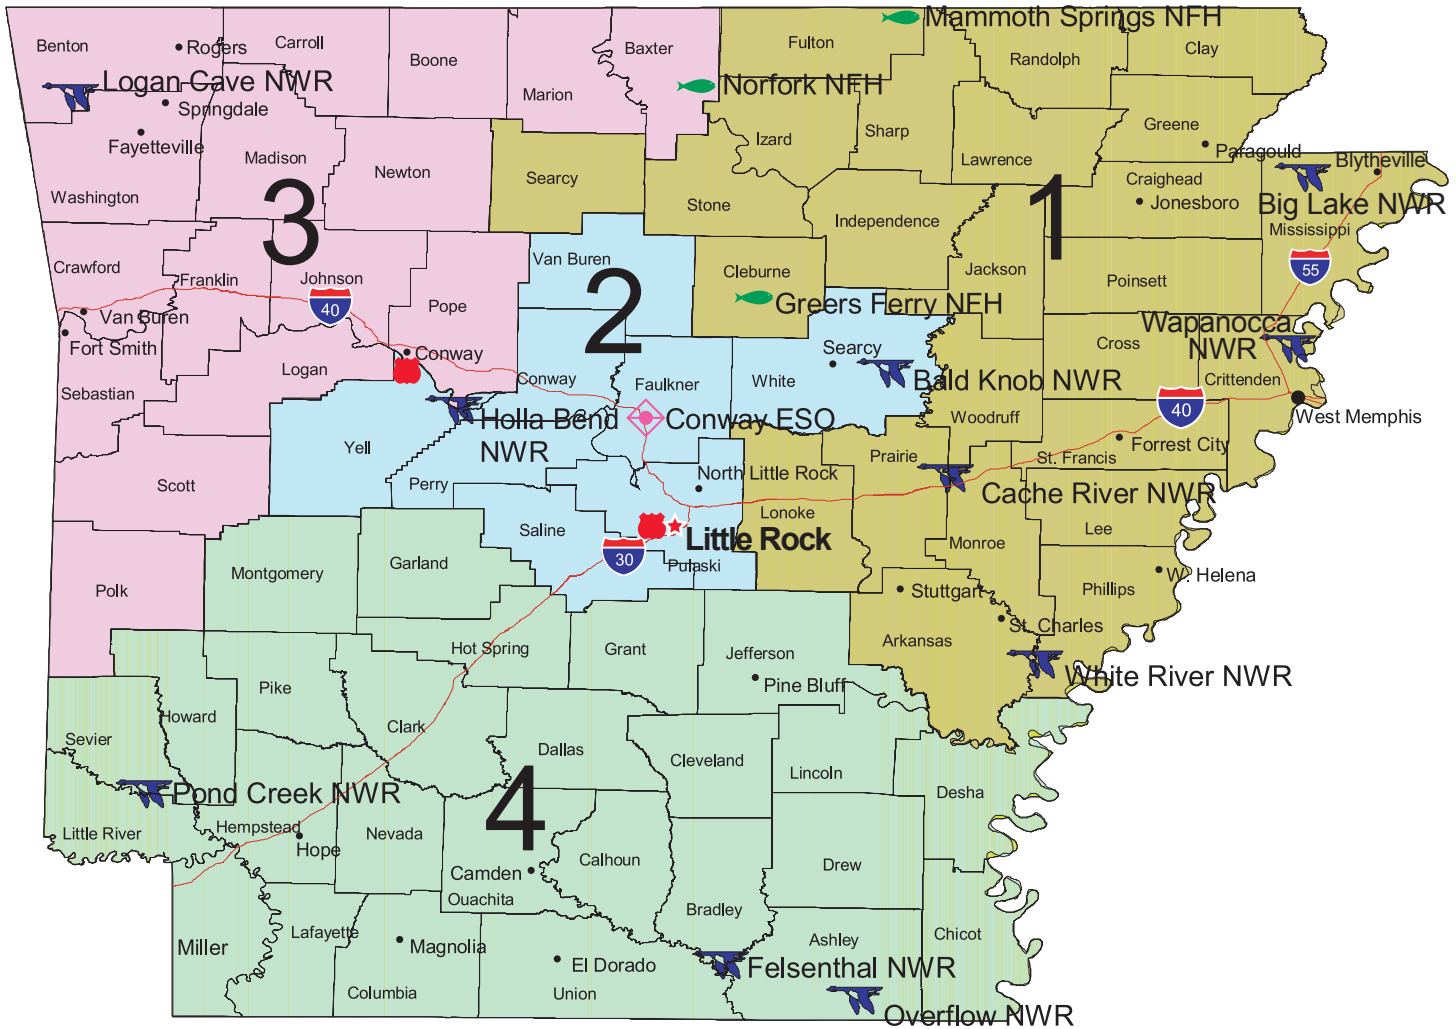 Mammoth Springs NFH
Benton
Rogers
Carroll
Boone
Baxter
Fulton
Randolph
Clay
Logan Cave NWR
Norfork NFH
Springdale
Marion
Fayetteville
Madison
Izard
Sharp
Greene
Paragould
Lawrence
Blytheville
Washington
Newton
Searcy
Stone
Craighead
Jonesboro
Big Lake NWR
Mississippi
3
1
Independence
Crawford
Franklin
Johnson
Van Buren
Cleburne
Jackson
Poinsett
55
Pope
40
2
Greers Ferry NFH
Van Buren
Fort Smith
Conway
Wapanocca
NWR
Cross
Searcy
Logan
Sebastian
Conway
Faulkner
White
Bald Knob NWR
Crittenden
40
Woodruff
West Memphis
Holla Bend
NWR
Conway ESO
Yell
Forrest City
St. Francis
Prairie
North Little Rock
Scott
Perry
Cache River NWR
Lonoke
Saline
Little Rock
Lee
Monroe
30
Pulaski
Garland
Montgomery
Polk
W. Helena
Phillips
Stuttgart
St. Charles
Arkansas
Hot Spring
Grant
Jefferson
Pine Bluff
White River NWR
Pike
Howard
Clark
Sevier
Dallas
Cleveland
Lincoln
Desha
Pond Creek NWR
4
Little River
Hempstead
Hope
Nevada
Calhoun
Camden
Ouachita
Drew
Bradley
Miller
Lafayette
Magnolia
Ashley
Chicot
El Dorado
Felsenthal NWR
Columbia
Union
Overflow NWR